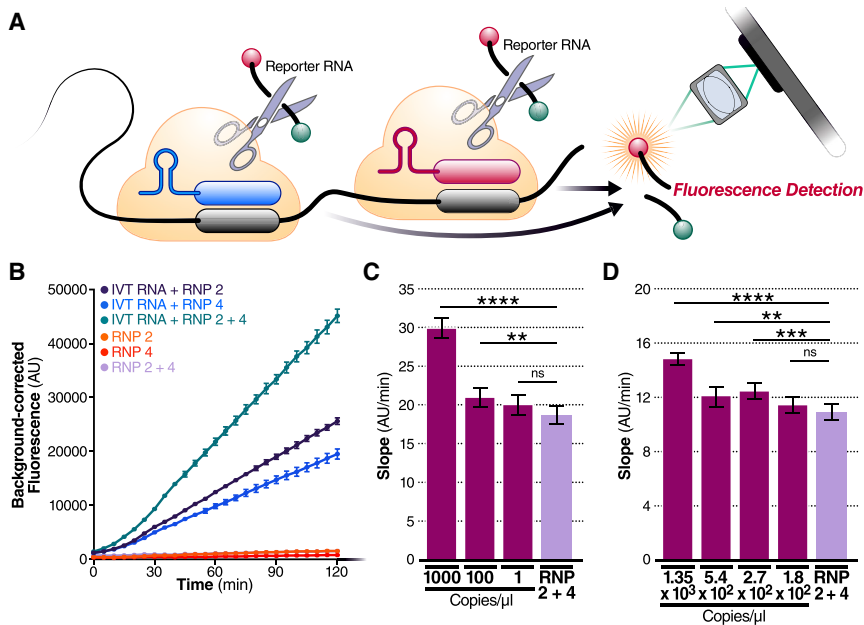 A
Reporter RNA
Reporter RNA
Fluorescence Detection
B
Background-corrected
Fluorescence (AU)
50000
40000
30000
20000
10000
0
IVT RNA + RNP 2
IVT RNA + RNP 4
IVT RNA + RNP 2 + 4
RNP 2
RNP 4
RNP 2 + 4
0 30 60 90 120
Time (min)
C
Slope (AU/min)
35
30
25
20
15
10
5
0
****
**
ns
1000 100 1 RNP
2 + 4
Copies/µl
D
Slope (AU/min)
20
16
12
8
4
0
****
**
***
ns
1.35 5.4 2.7 1.8 RNP
x 10³ x 10² x 10² x 10² 2 + 4
Copies/µl